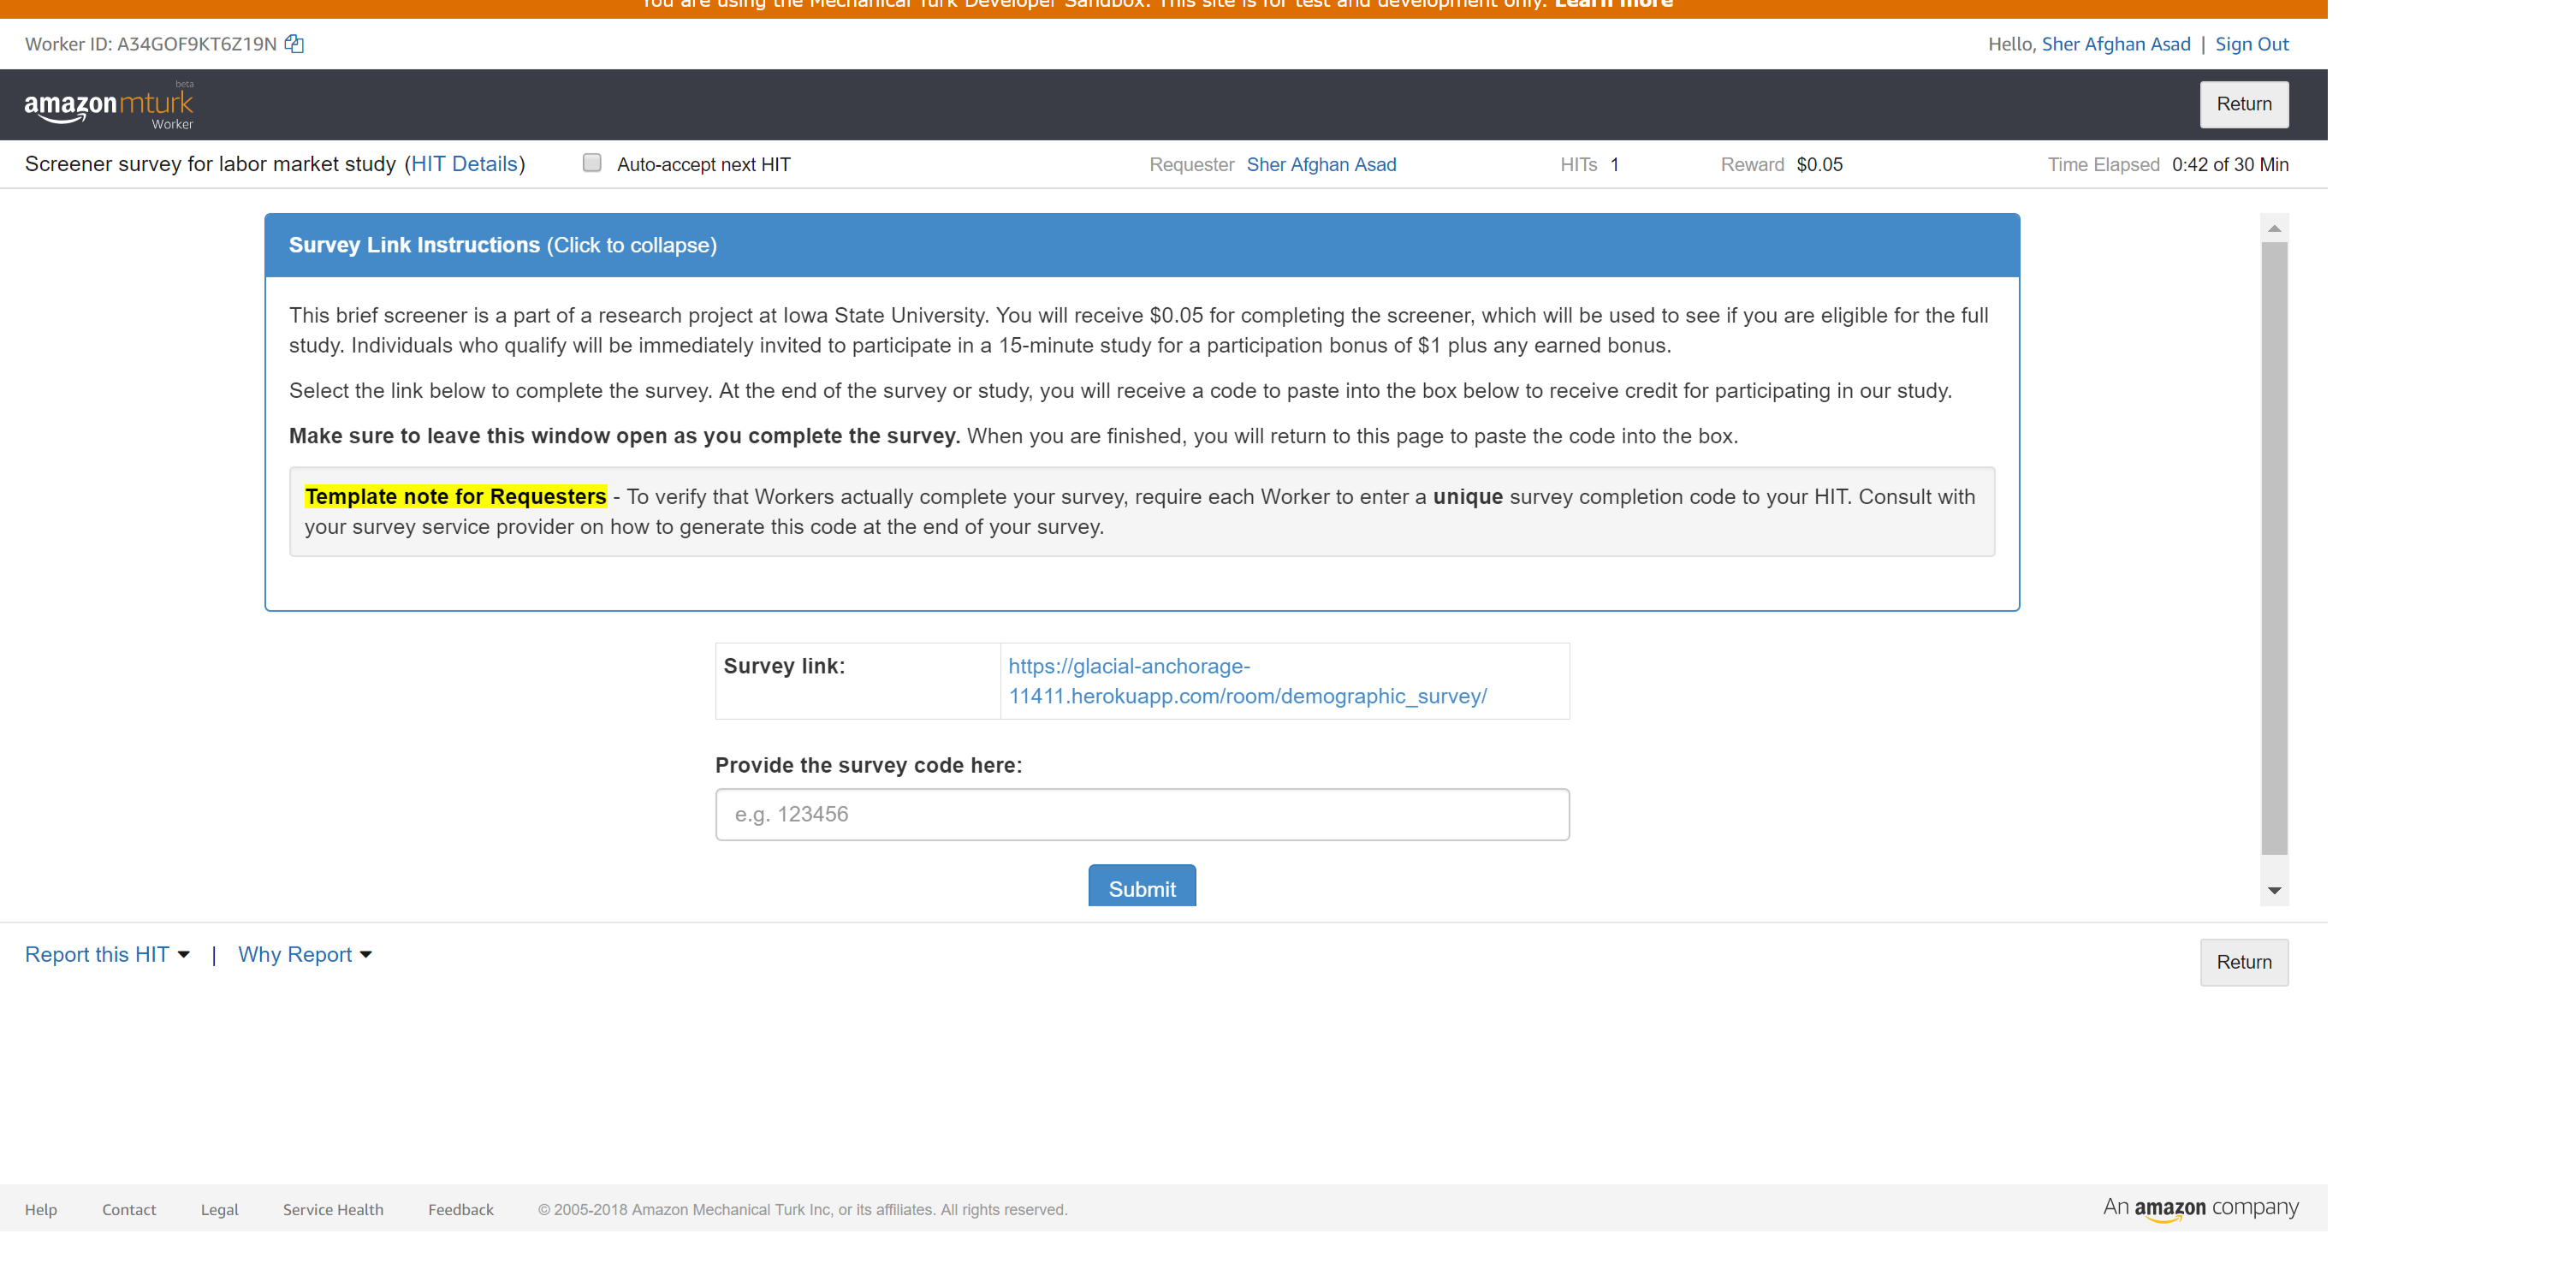 You are using the Mechanical Turk Developer Sandbox. This site is for test and development only. Learn more
Worker ID: A34GOF9KT6Z19N
Hello, Sher Afghan Asad | Sign Out
beta
amazonmturk
Worker
Return
Screener survey for labor market study (HIT Details)
Auto-accept next HIT
Requester Sher Afghan Asad
HITs 1
Reward $0.05
Time Elapsed 0:42 of 30 Min
Survey Link Instructions (Click to collapse)
This brief screener is a part of a research project at Iowa State University. You will receive $0.05 for completing the screener, which will be used to see if you are eligible for the full
study. Individuals who qualify will be immediately invited to participate in a 15-minute study for a participation bonus of $1 plus any earned bonus.
Select the link below to complete the survey. At the end of the survey or study, you will receive a code to paste into the box below to receive credit for participating in our study.
Make sure to leave this window open as you complete the survey. When you are finished, you will return to this page to paste the code into the box.
Template note for Requesters - To verify that Workers actually complete your survey, require each Worker to enter a unique survey completion code to your HIT. Consult with
your survey service provider on how to generate this code at the end of your survey.
Survey link:
https://glacial-anchorage-
11411.herokuapp.com/room/demographic_survey/
Provide the survey code here:
e.g. 123456
Submit
Report this HIT | Why Report
Return
Help Contact Legal Service Health Feedback © 2005-2018 Amazon Mechanical Turk Inc, or its affiliates. All rights reserved.
An amazon company